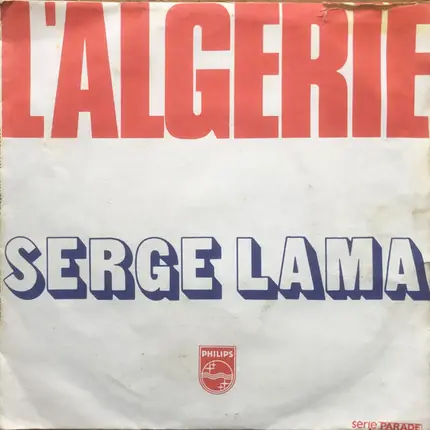 L'ALGERIE
SERGE LAMA
PHILIPS
serie PARADE